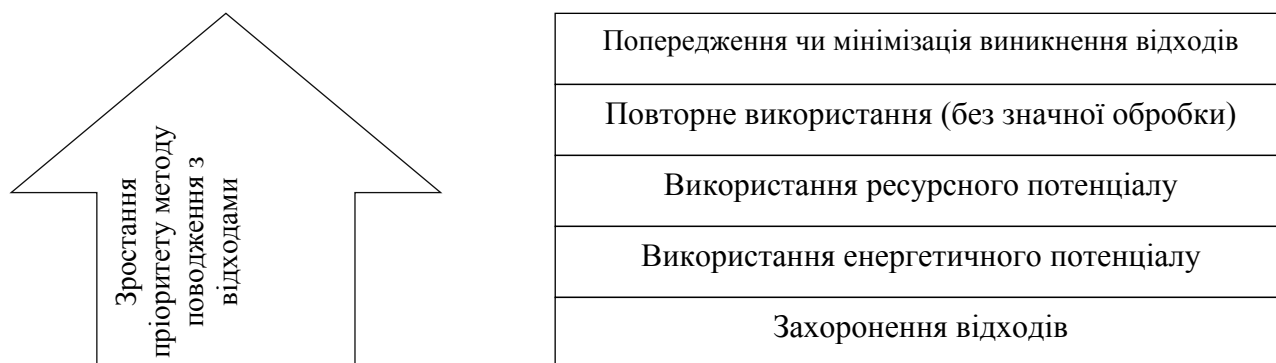 Зростання
пріоритету методу
поводження з
відходами
Попередження чи мінімізація виникнення відходів
Повторне використання (без значної обробки)
Використання ресурсного потенціалу
Використання енергетичного потенціалу
Захоронення відходів